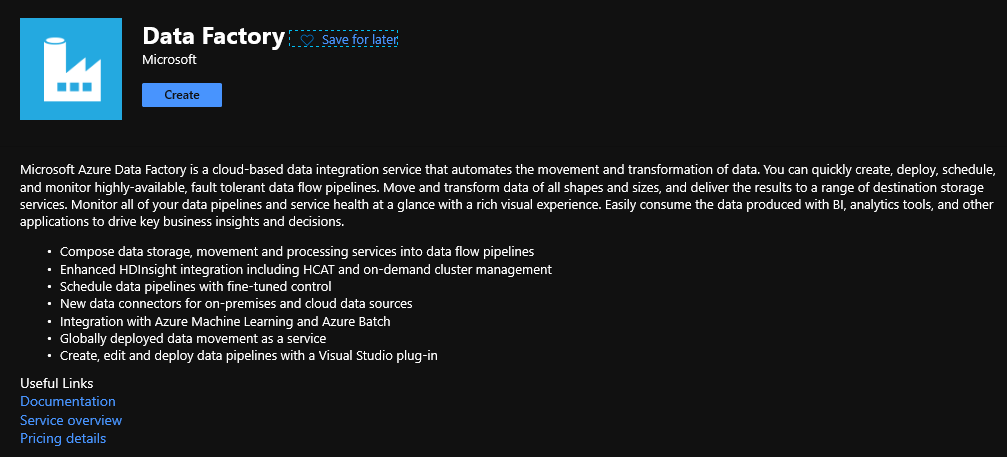 Data Factory
Save for later
Microsoft
Create
Microsoft Azure Data Factory is a cloud-based data integration service that automates the movement and transformation of data. You can quickly create, deploy, schedule,
and monitor highly-available, fault tolerant data flow pipelines. Move and transform data of all shapes and sizes, and deliver the results to a range of destination storage
services. Monitor all of your data pipelines and service health at a glance with a rich visual experience. Easily consume the data produced with BI, analytics tools, and other
applications to drive key business insights and decisions.
• Compose data storage, movement and processing services into data flow pipelines
• Enhanced HDInsight integration including HCAT and on-demand cluster management
• Schedule data pipelines with fine-tuned control
• New data connectors for on-premises and cloud data sources
• Integration with Azure Machine Learning and Azure Batch
• Globally deployed data movement as a service
• Create, edit and deploy data pipelines with a Visual Studio plug-in
Useful Links
Documentation
Service overview
Pricing details